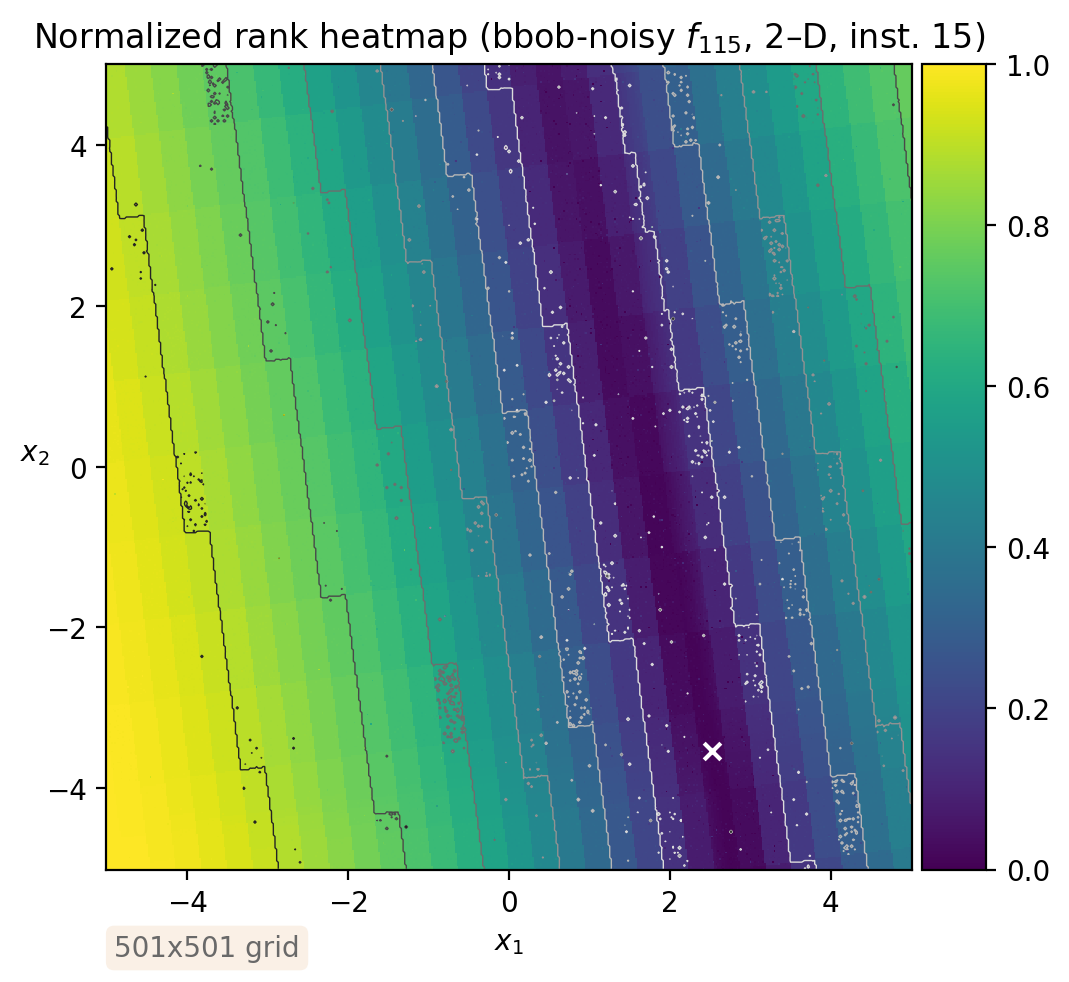 Normalized rank heatmap (bbob-noisy f₁₁₅, 2–D, inst. 15)
1.0
0.8
0.6
0.4
0.2
0.0
4
2
0
−2
−4
x₂
−4 −2 0 2 4
x₁
501x501 grid